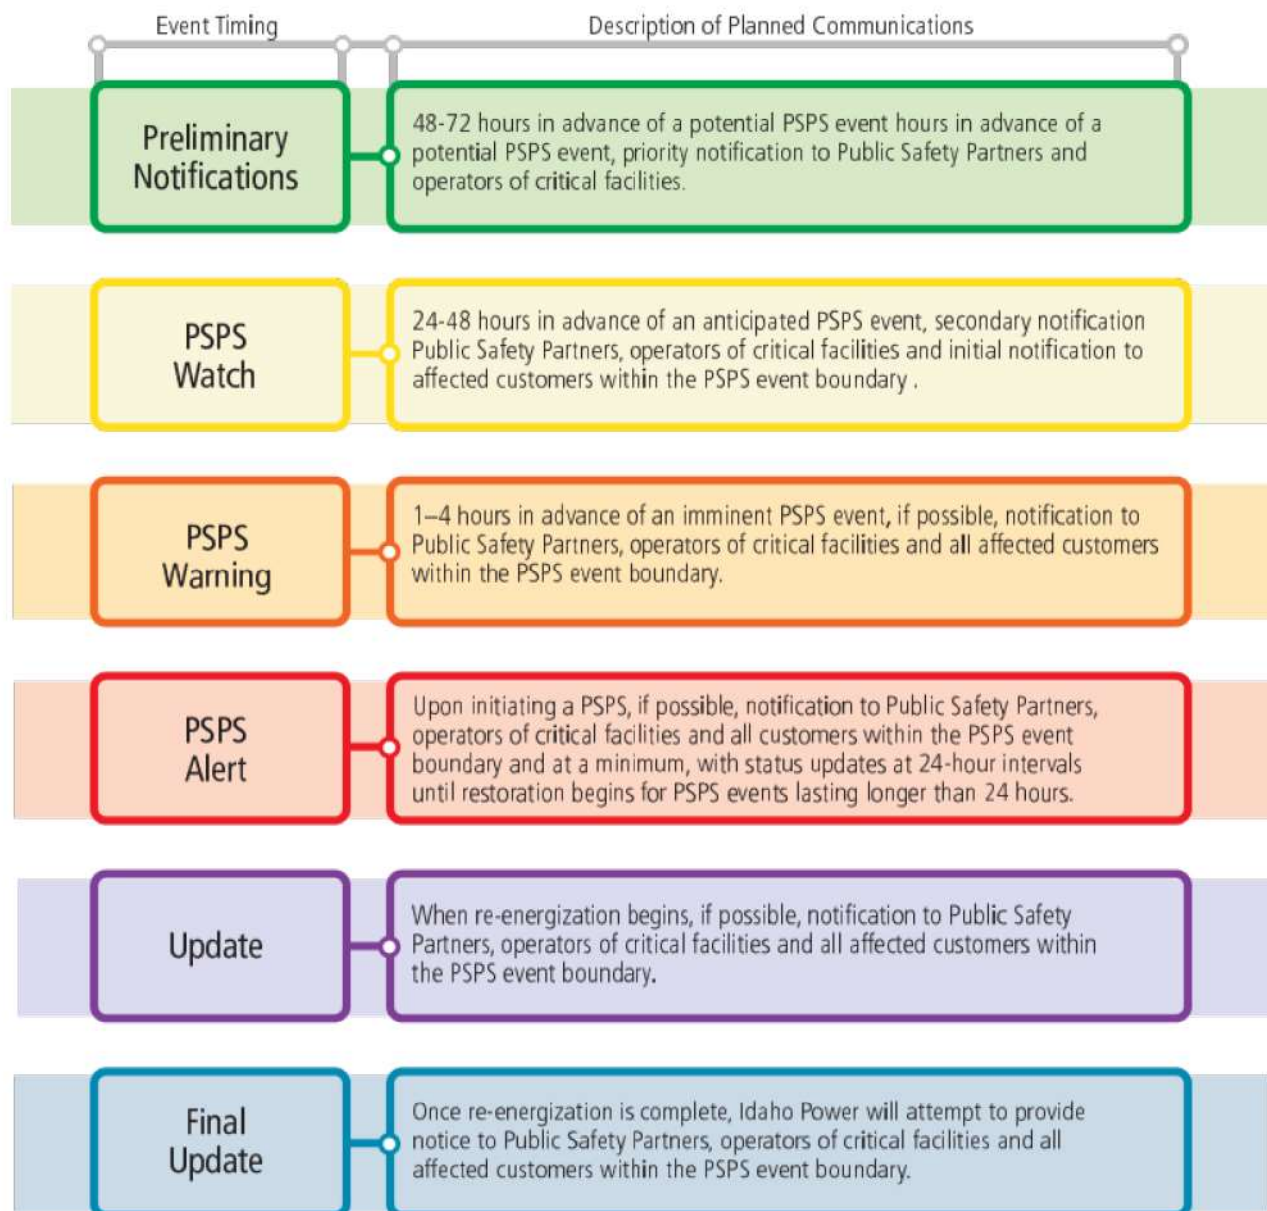 Event Timing
Description of Planned Communications
Preliminary
Notifications
48-72 hours in advance of a potential PSPS event hours in advance of a
potential PSPS event, priority notification to Public Safety Partners and
operators of critical facilities.
PSPS
Watch
24-48 hours in advance of an anticipated PSPS event, secondary notification
Public Safety Partners, operators of critical facilities and initial notification to
affected customers within the PSPS event boundary .
PSPS
Warning
1–4 hours in advance of an imminent PSPS event, if possible, notification to
Public Safety Partners, operators of critical facilities and all affected customers
within the PSPS event boundary.
PSPS
Alert
Upon initiating a PSPS, if possible, notification to Public Safety Partners,
operators of critical facilities and all customers within the PSPS event
boundary and at a minimum, with status updates at 24-hour intervals
until restoration begins for PSPS events lasting longer than 24 hours.
Update
When re-energization begins, if possible, notification to Public Safety
Partners, operators of critical facilities and all affected customers within
the PSPS event boundary.
Final
Update
Once re-energization is complete, Idaho Power will attempt to provide
notice to Public Safety Partners, operators of critical facilities and all
affected customers within the PSPS event boundary.